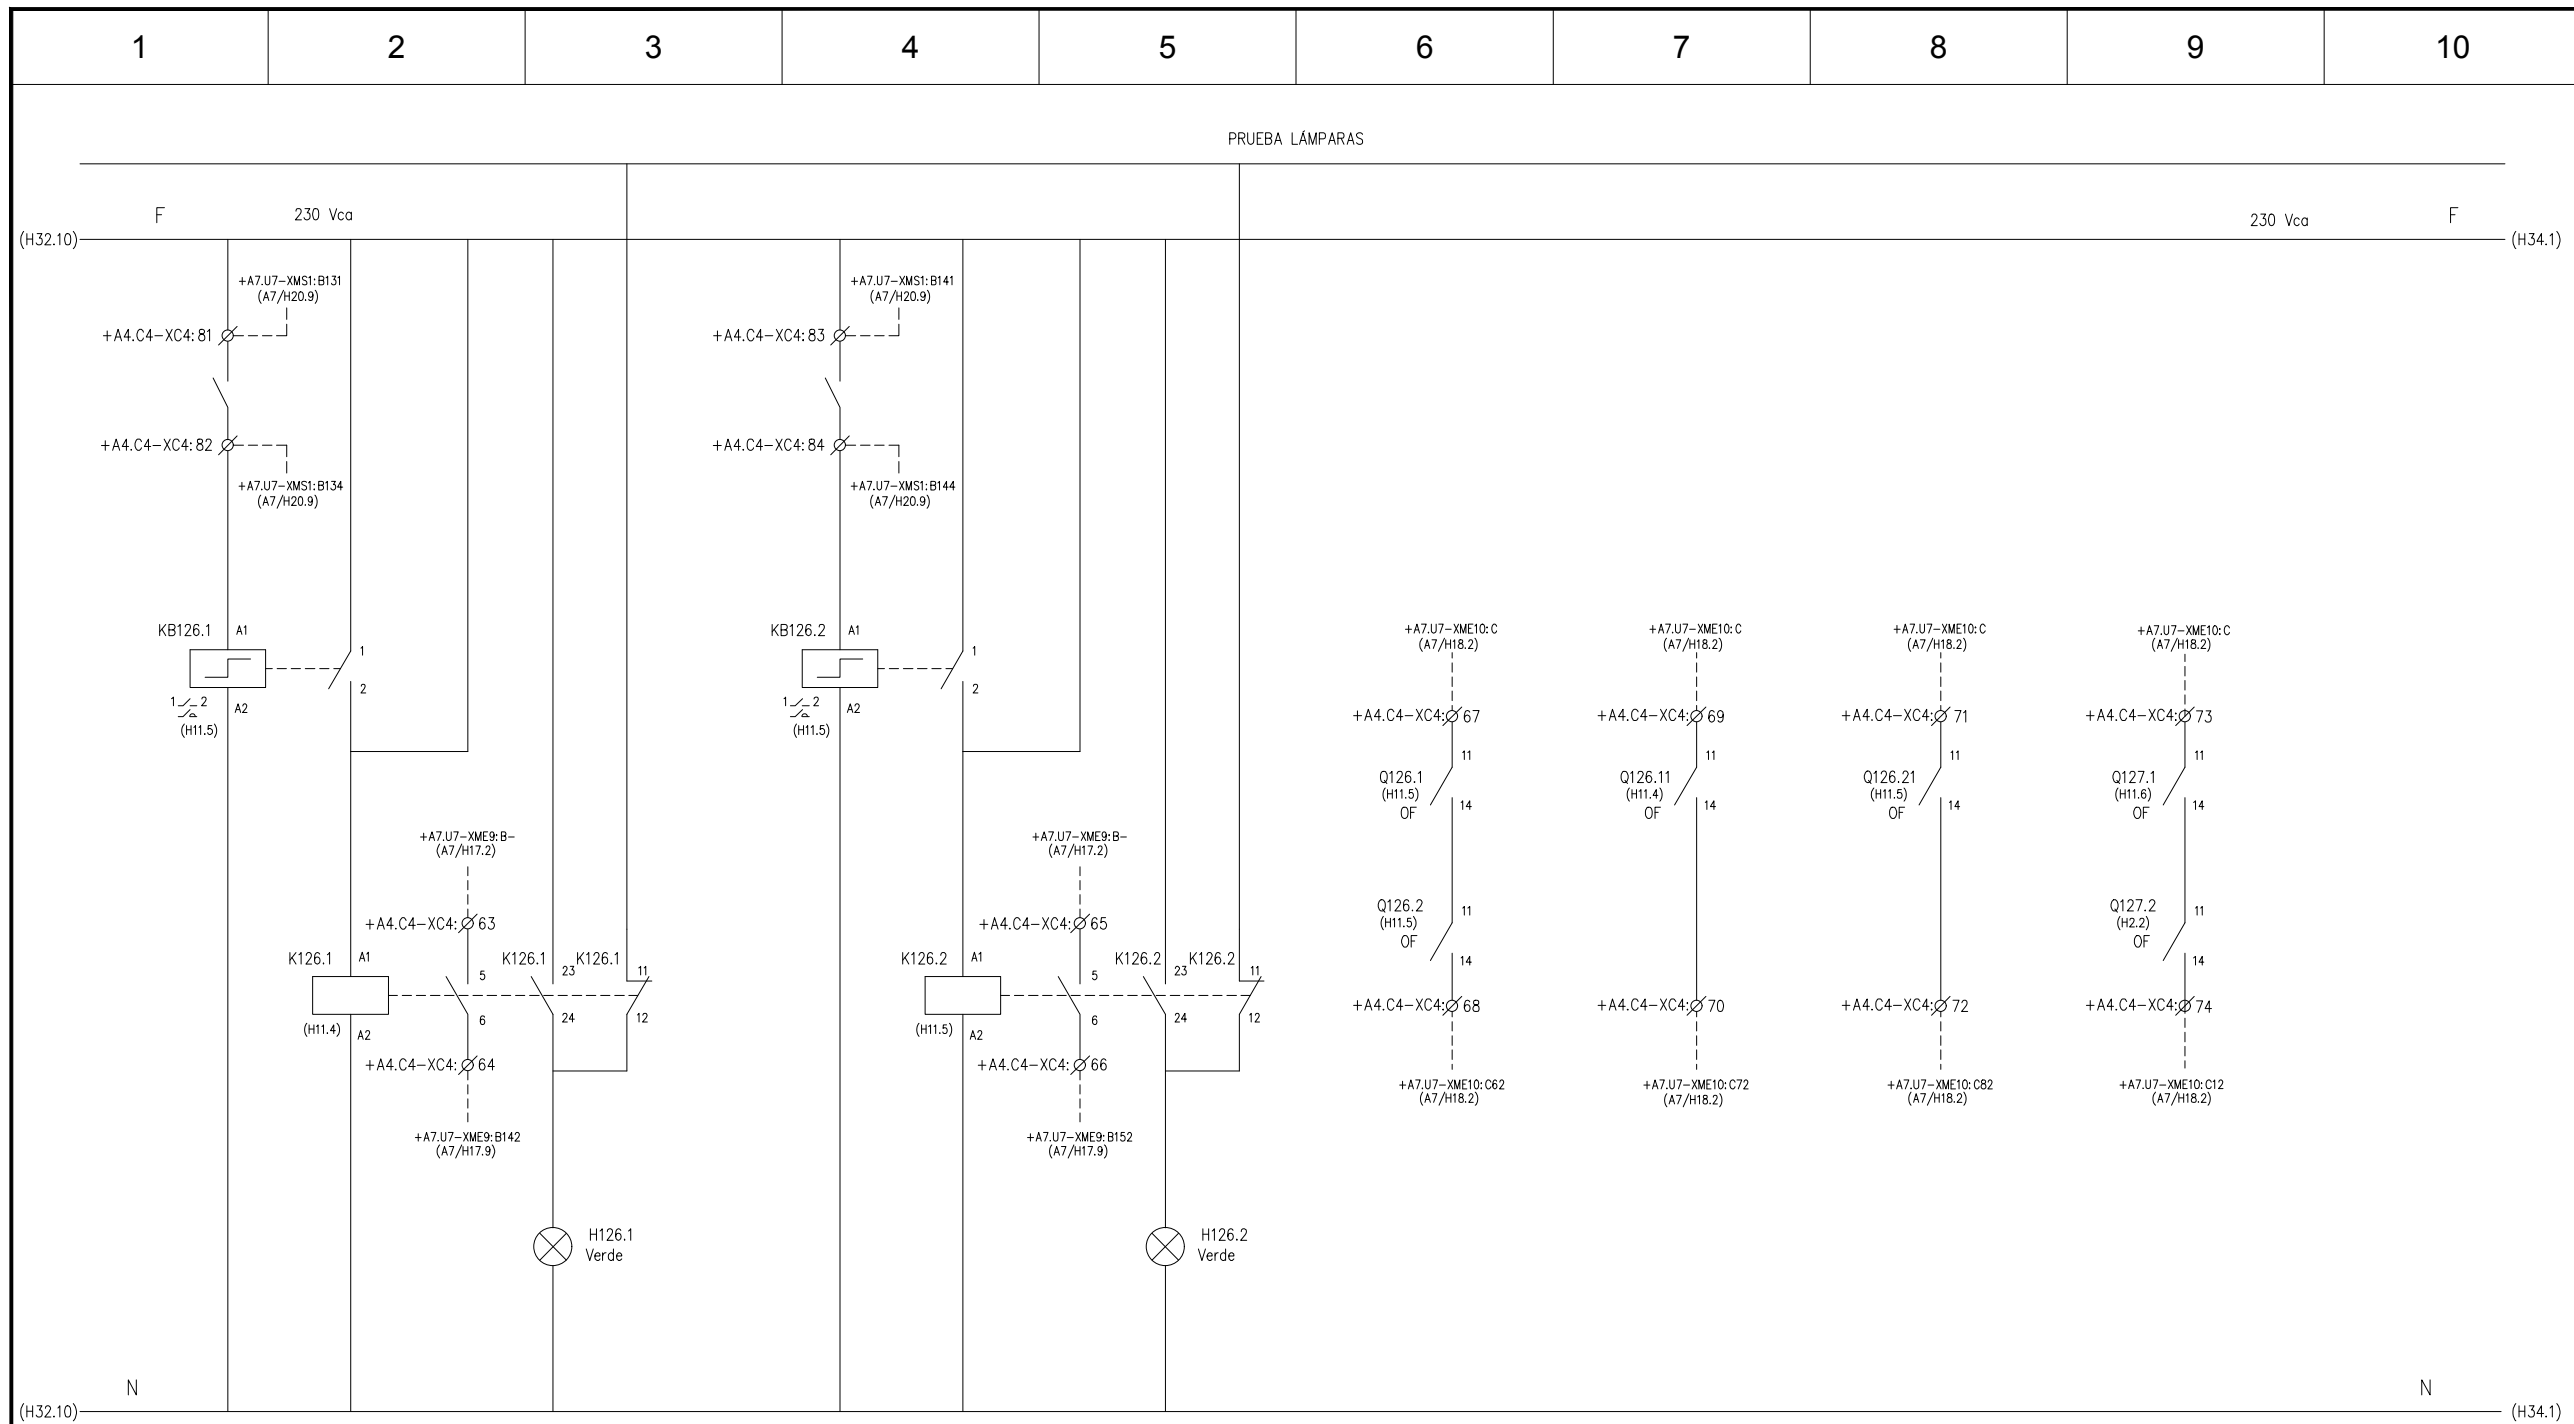 1 2 3 4 5 6 7 8 9 10
PRUEBA LÁMPARAS
F 230 Vca 230 Vca F
(H32.10) (H34.1)
+A7.U7-XMS1:B131
(A7/H20.9)
+A4.C4-XC4:81
+A4.C4-XC4:82
+A7.U7-XMS1:B134
(A7/H20.9)
KB126.1 A1
1
2
1 2 A2
(H11.5)
+A7.U7-XME9:B-
(A7/H17.2)
+A4.C4-XC4: 63
K126.1 A1
5
K126.1 23
K126.1 11
6
24
12
(H11.4) A2
+A4.C4-XC4: 64
+A7.U7-XME9:B142
(A7/H17.9)
H126.1
Verde
+A7.U7-XMS1:B141
(A7/H20.9)
+A4.C4-XC4:83
+A4.C4-XC4:84
+A7.U7-XMS1:B144
(A7/H20.9)
KB126.2 A1
1
2
1 2 A2
(H11.5)
+A7.U7-XME9:B-
(A7/H17.2)
+A4.C4-XC4: 65
K126.2 A1
5
K126.2 23
K126.2 11
6
24
12
(H11.5) A2
+A4.C4-XC4: 66
+A7.U7-XME9:B152
(A7/H17.9)
H126.2
Verde
+A7.U7-XME10:C
(A7/H18.2)
+A4.C4-XC4: 67
11
Q126.1
(H11.5)
OF
14
Q126.2
11
(H11.5)
OF
14
+A4.C4-XC4: 68
+A7.U7-XME10:C62
(A7/H18.2)
+A7.U7-XME10:C
(A7/H18.2)
+A4.C4-XC4: 69
11
Q126.11
(H11.4)
OF
14
+A4.C4-XC4: 70
+A7.U7-XME10:C72
(A7/H18.2)
+A7.U7-XME10:C
(A7/H18.2)
+A4.C4-XC4: 71
11
Q126.21
(H11.5)
OF
14
+A4.C4-XC4: 72
+A7.U7-XME10:C82
(A7/H18.2)
+A7.U7-XME10:C
(A7/H18.2)
+A4.C4-XC4: 73
11
Q127.1
(H11.6)
OF
14
Q127.2
11
(H2.2)
OF
14
+A4.C4-XC4: 74
+A7.U7-XME10:C12
(A7/H18.2)
N N
(H32.10) (H34.1)